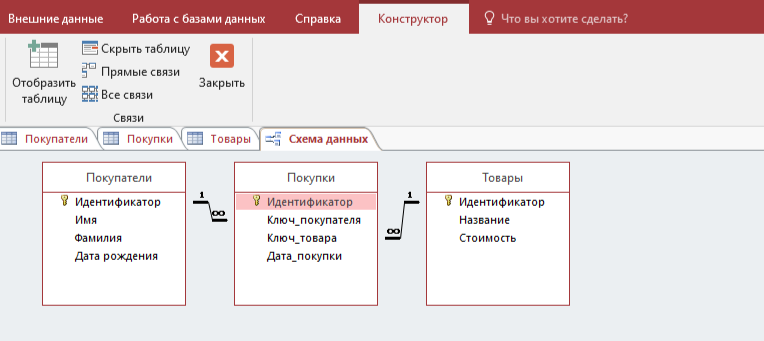 Внешние данные Работа с базами данных Справка Конструктор Что вы хотите сделать?
Отобразить таблицу
Скрыть таблицу
Прямые связи
Все связи
Закрыть
Связи
Покупатели Покупки Товары Схема данных
Покупатели
Идентификатор
Имя
Фамилия
Дата рождения
1
∞
Покупки
Идентификатор
Ключ_покупателя
Ключ_товара
Дата_покупки
∞
1
Товары
Идентификатор
Название
Стоимость